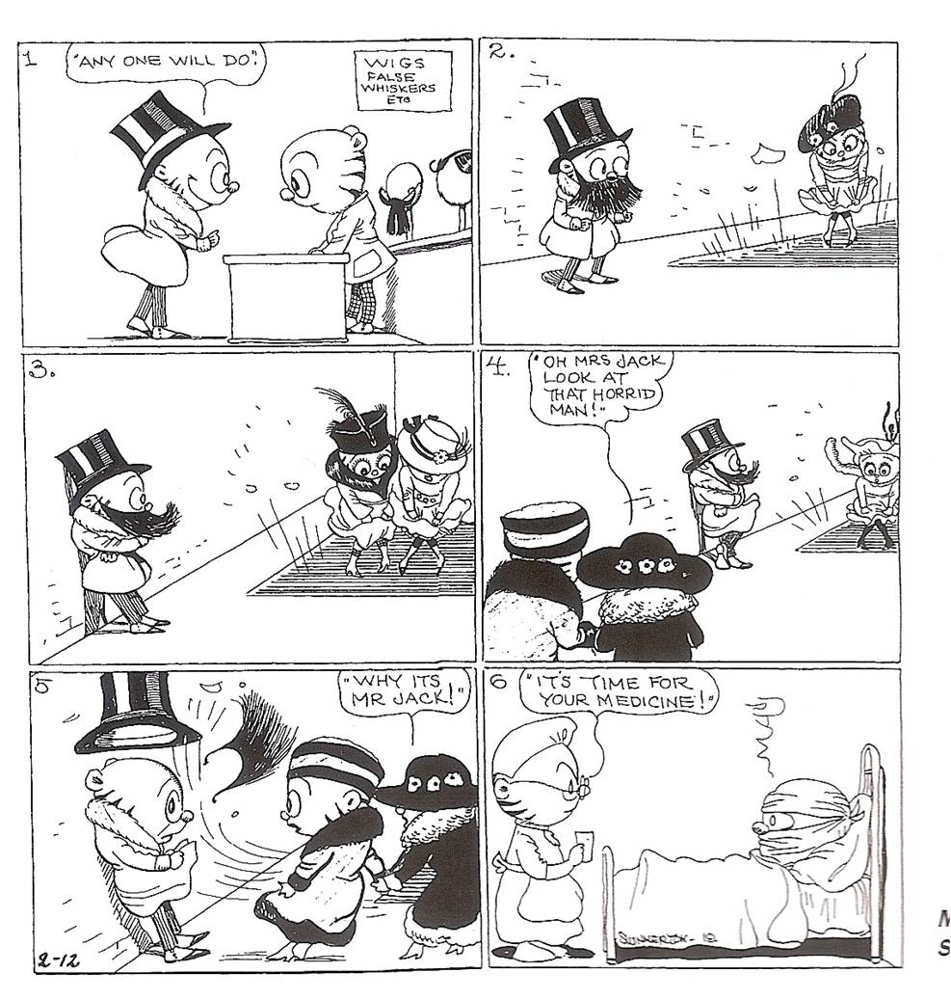 1
"ANY ONE WILL DO".
WIGS
FALSE
WHISKERS
ETC
2.
3.
4.
"OH MRS JACK
LOOK AT
THAT HORRID
MAN!"
5
"WHY ITS
MR JACK!"
2-12
6
"IT'S TIME FOR
YOUR MEDICINE!"
M
S